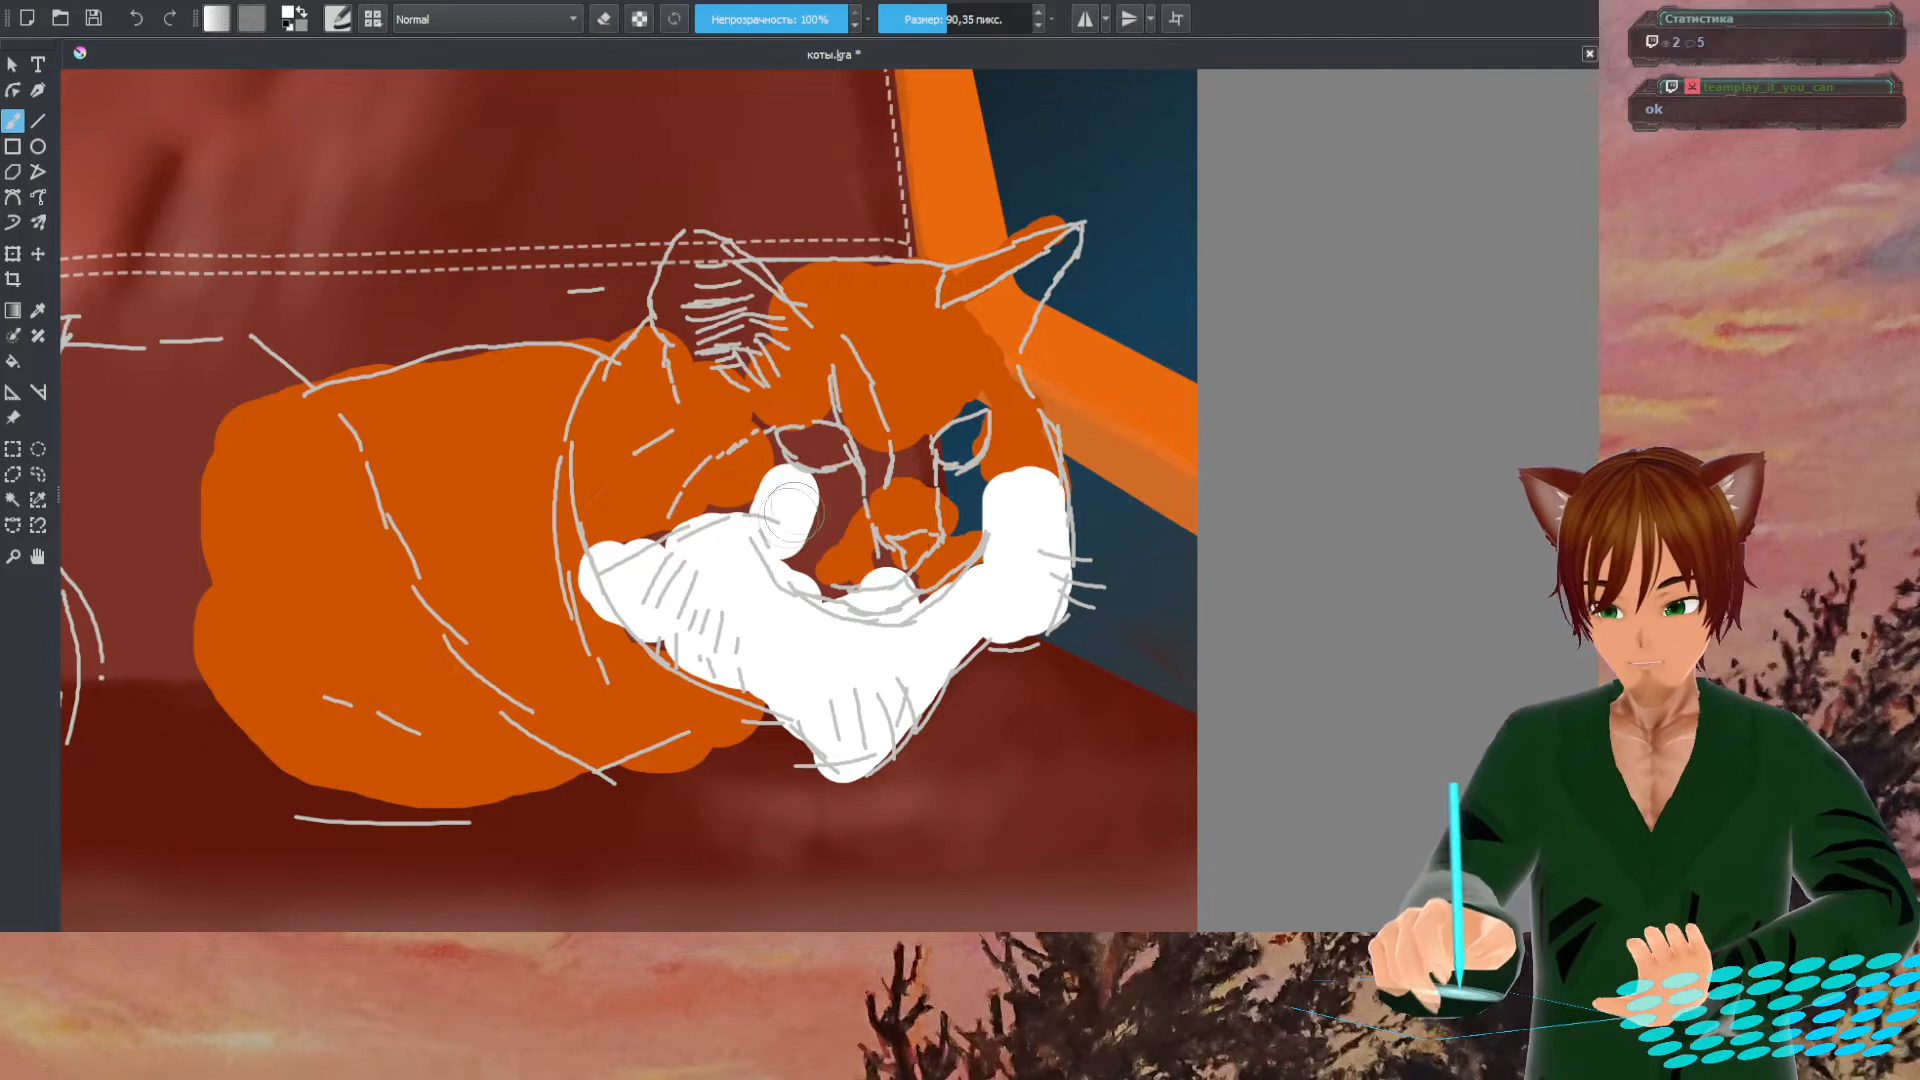 Normal
Непрозрачность: 100%
Размер: 90,35 пикс.
коты.kra *
Статистика
2 5
teamplay_if_you_can
ok